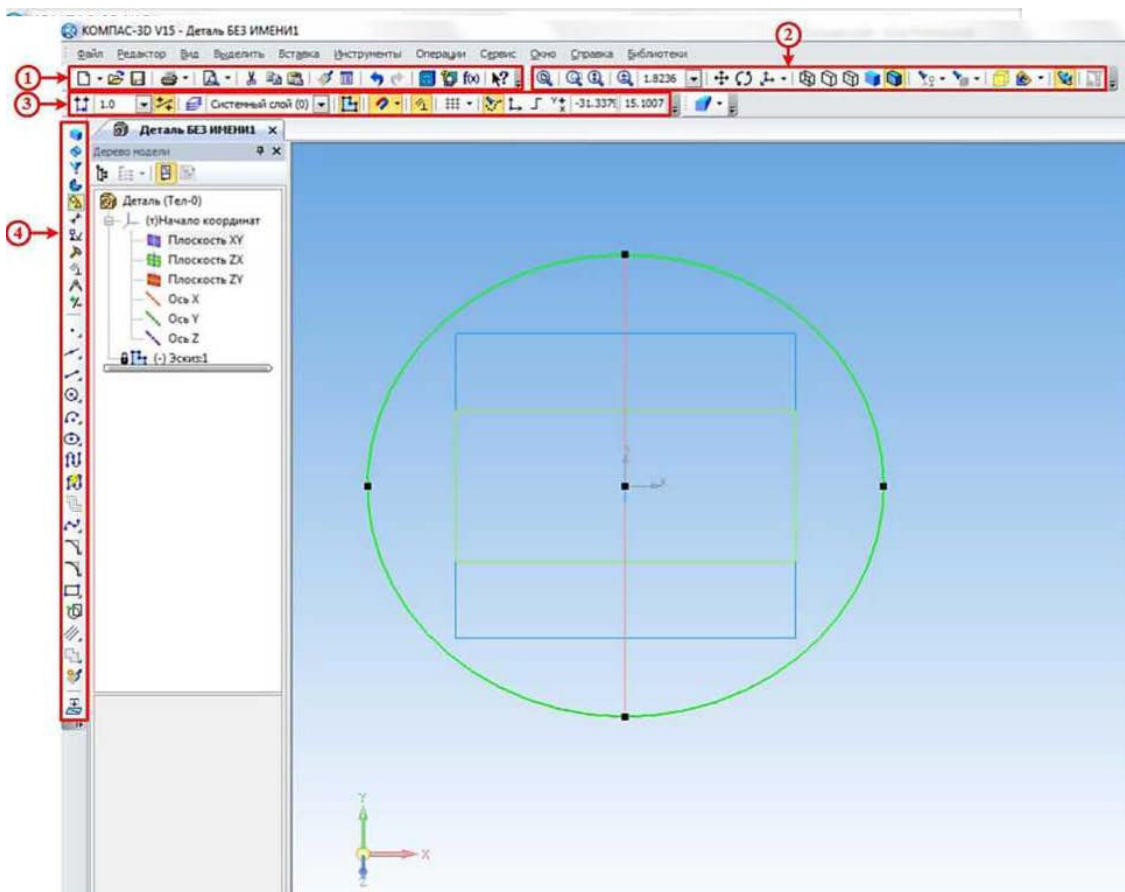 КОМПАС-3D V15 - Деталь БЕЗ ИМЕНИ1
Файл Редактор Вид Выделить Вставка Инструменты Операции Сервис Окно Справка Библиотеки
2
1
1.8236
f(x)
3
1.0
Системный слой (0)
-31.3379 15.1007
Деталь БЕЗ ИМЕНИ1
Дерево модели
4
Деталь (Тел-0)
(т)Начало координат
Плоскость XY
Плоскость ZX
Плоскость ZY
Ось X
Ось Y
Ось Z
(-) Эскиз:1
Y
X
Z